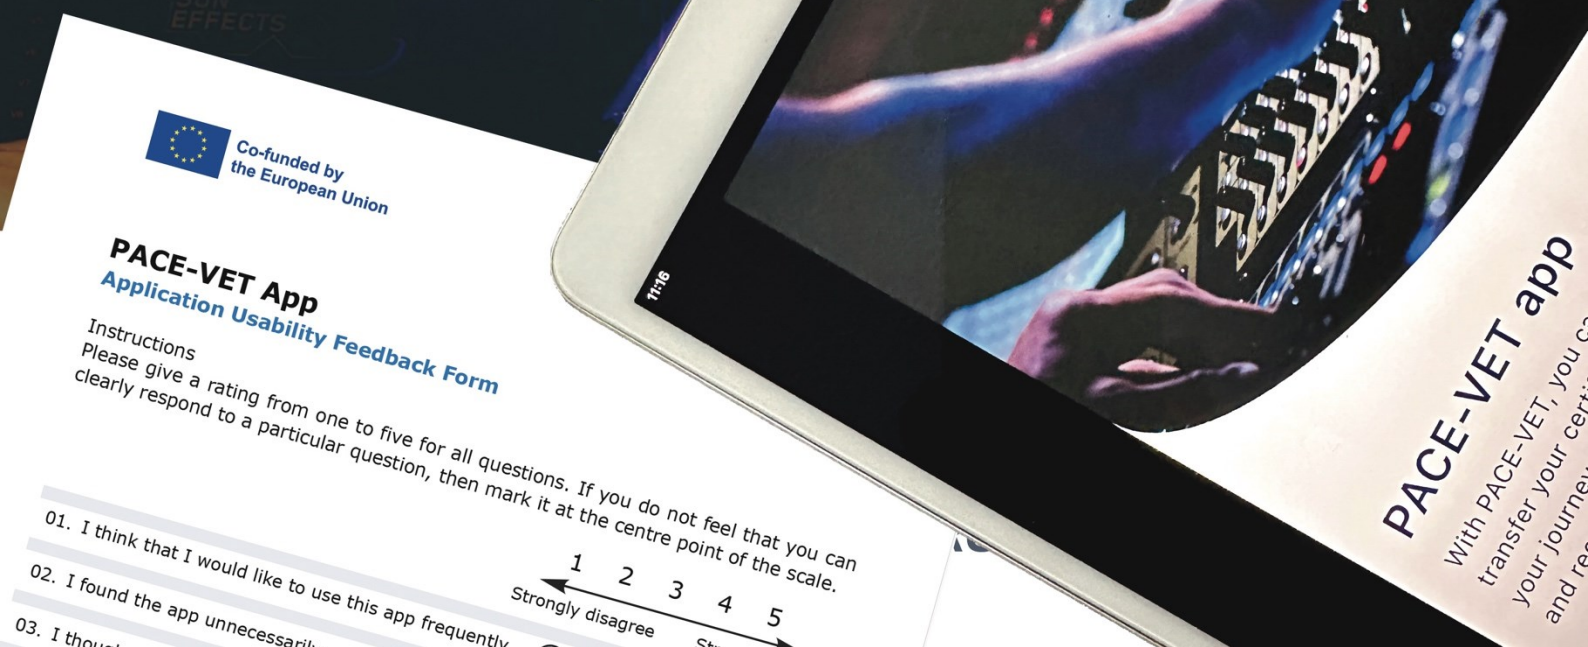 EFFECTS
Co-funded by
the European Union
PACE-VET App
Application Usability Feedback Form
Instructions
Please give a rating from one to five for all questions. If you do not feel that you can
clearly respond to a particular question, then mark it at the centre point of the scale.
1 2 3 4 5
Strongly disagree
01. I think that I would like to use this app frequently
02. I found the app unnecessarily
03. I
11:16
PACE-VET app
With PACE-VET, you
transfer your
your journey
and